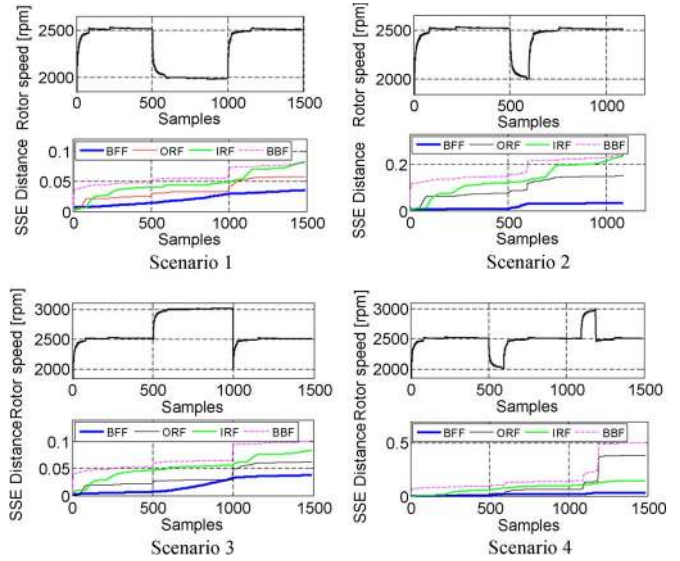 Rotor speed [rpm]
2500
2000
0 500 1000 1500
Samples
SSE Distance
BFF ORF IRF BBF
0.1
0.05
0
0 500 1000 1500
Samples
Scenario 1
Rotor speed [rpm]
2500
2000
0 500 1000
Samples
SSE Distance
BFF ORF IRF BBF
0.2
0
0 500 1000
Samples
Scenario 2
Rotor speed [rpm]
3000
2500
2000
0 500 1000 1500
Samples
SSE Distance
BFF ORF IRF BBF
0.1
0.05
0
0 500 1000 1500
Samples
Scenario 3
Rotor speed [rpm]
3000
2500
2000
0 500 1000 1500
Samples
SSE Distance
BFF ORF IRF BBF
0.5
0
0 500 1000 1500
Samples
Scenario 4